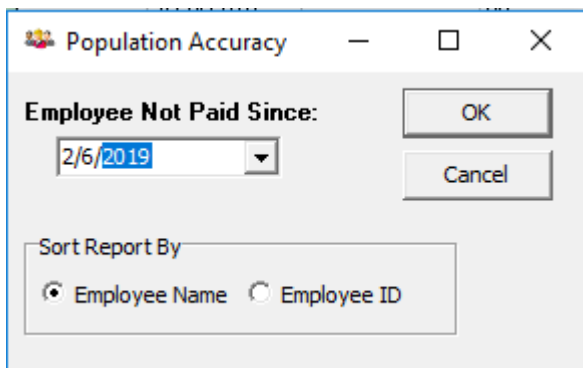 Population Accuracy
Employee Not Paid Since:
OK
2/6/2019
Cancel
Sort Report By
Employee Name Employee ID